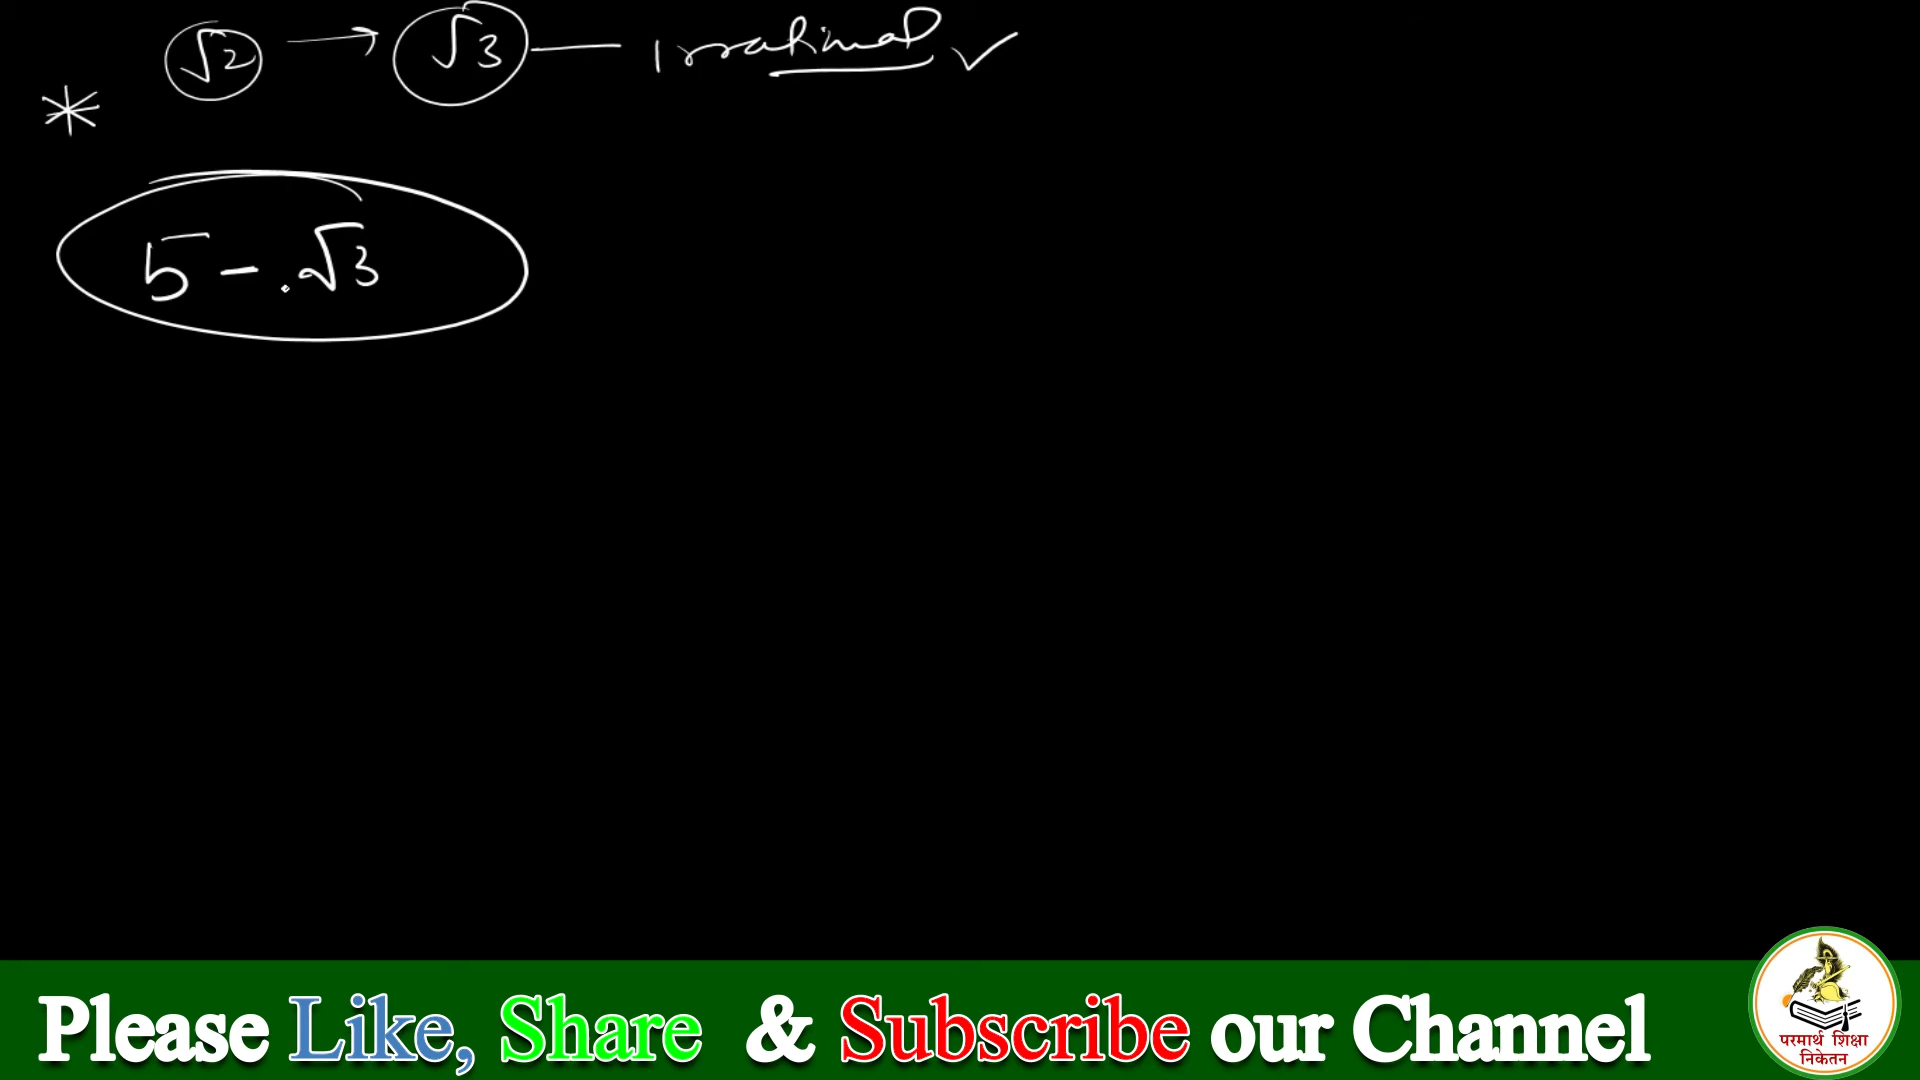 √2 → √3 — Irrational ✓
*
5 - .√3
Please Like, Share & Subscribe our Channel
परमार्थ शिक्षा
निकेतन